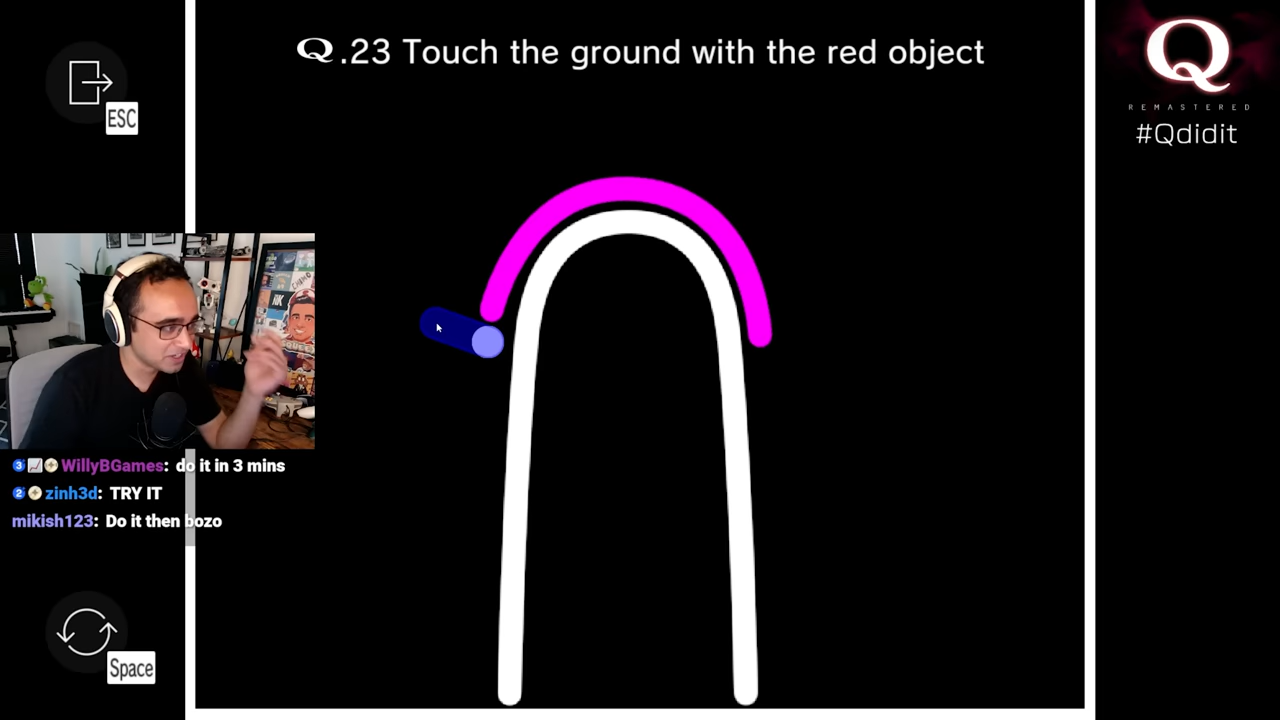 Q.23 Touch the ground with the red object
ESC
Q
REMASTERED
#Qdidit
WillyBGames: do it in 3 mins
zinh3d: TRY IT
mikish123: Do it then bozo
Space